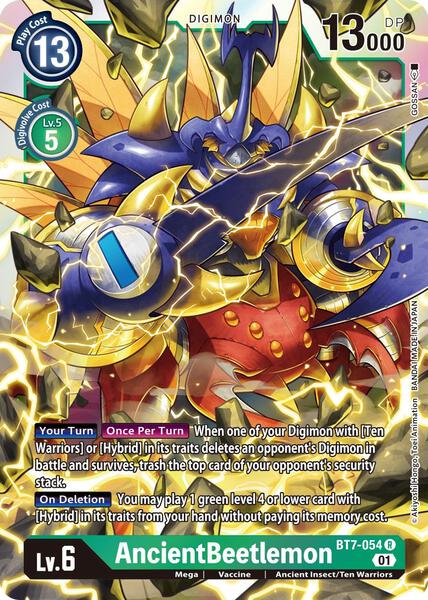 Play Cost
13
DIGIMON
13000 DP
Digivolve Cost
Lv.5
5
GOSSAN
© Akiyoshi Hongo, Toei Animation BANDAI MADE IN JAPAN
Your Turn Once Per Turn When one of your Digimon with [Ten
Warriors] or [Hybrid] in its traits deletes an opponent's Digimon in
battle and survives, trash the top card of your opponent's security
stack.
On Deletion You may play 1 green level 4 or lower card with
[Hybrid] in its traits from your hand without paying its memory cost.
Lv.6
AncientBeetlemon
BT7-054 R
01
Mega | Vaccine | Ancient Insect/Ten Warriors